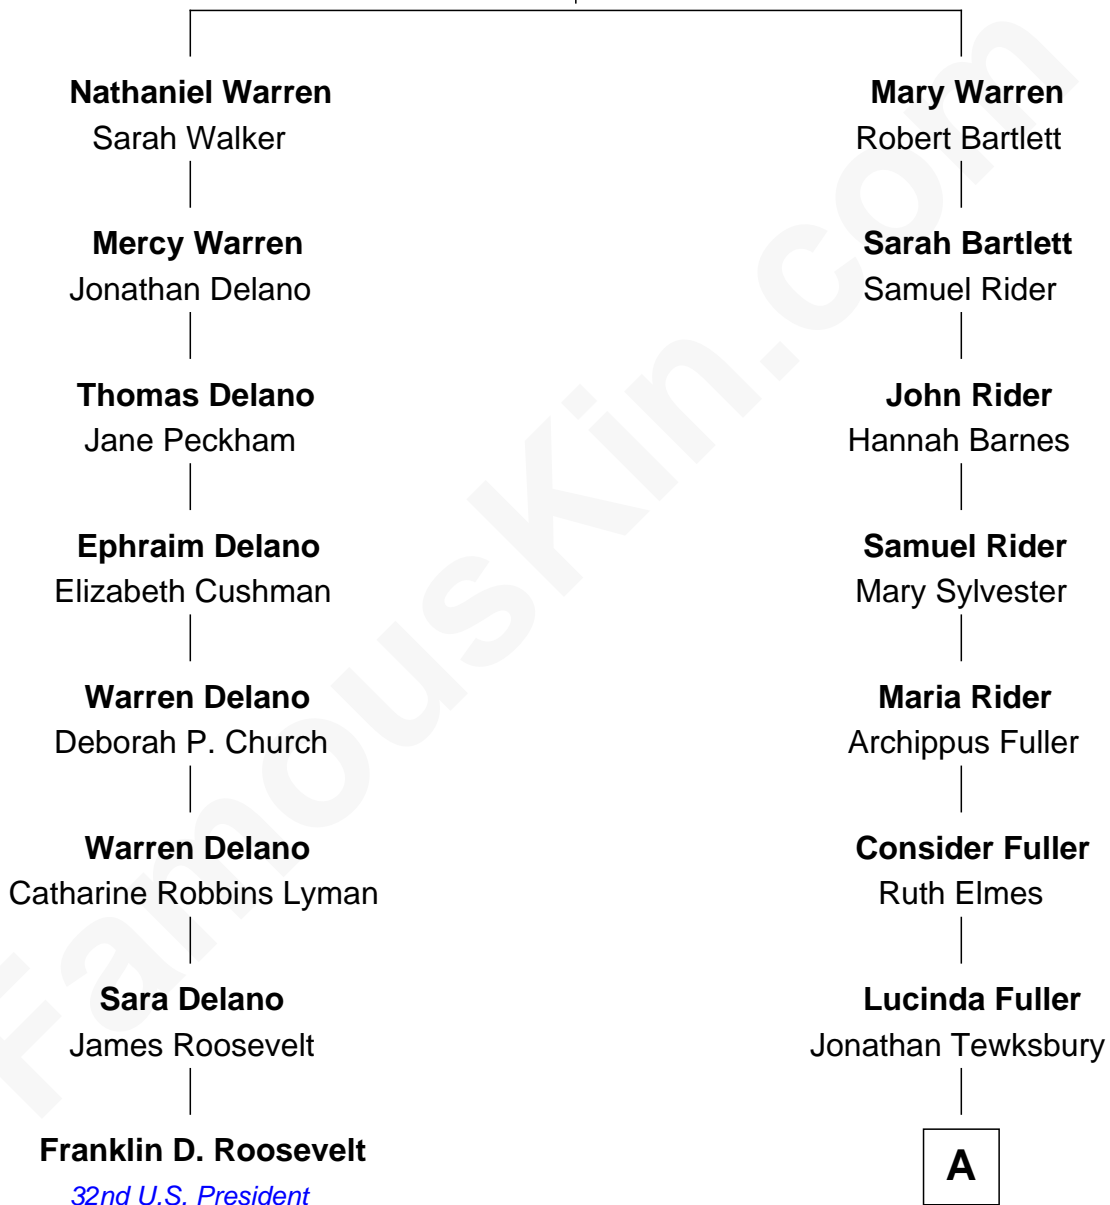 Nathaniel Warren
Sarah Walker
Mary Warren
Robert Bartlett
Mercy Warren
Jonathan Delano
Sarah Bartlett
Samuel Rider
Thomas Delano
Jane Peckham
John Rider
Hannah Barnes
Ephraim Delano
Elizabeth Cushman
Samuel Rider
Mary Sylvester
Warren Delano
Deborah P. Church
Maria Rider
Archippus Fuller
Warren Delano
Catharine Robbins Lyman
Consider Fuller
Ruth Elmes
Sara Delano
James Roosevelt
Lucinda Fuller
Jonathan Tewksbury
Franklin D. Roosevelt
32nd U.S. President
A
FamousKin.com